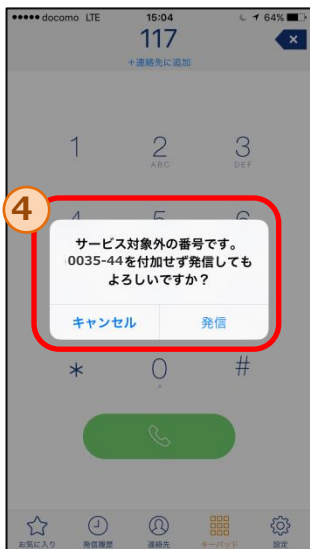 docomo LTE 15:04 64%
117
+連絡先に追加
1 2 3
ABC DEF
4
4 5 6
サービス対象外の番号です。
0035-44を付加せず発信しても
よろしいですか？
キャンセル 発信
* 0 #
+
お気に入り 発信履歴 連絡先 キーパッド 設定